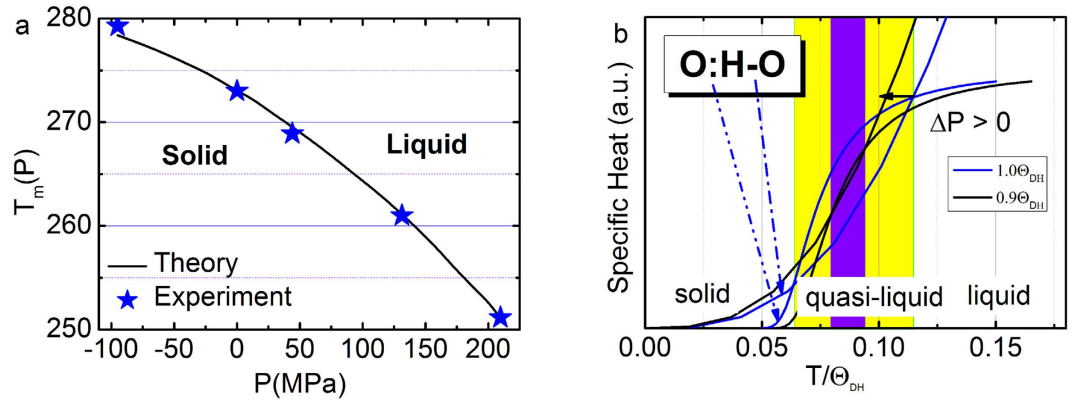 a
T_m(P)
280
270
260
250
Solid
Liquid
Theory
Experiment
-100
-50
0
50
100
150
200
P(MPa)
b
Specific Heat (a.u.)
O:H-O
ΔP > 0
1.0Θ_DH
0.9Θ_DH
solid
quasi-liquid
liquid
0.00
0.05
0.10
0.15
T/Θ_DH